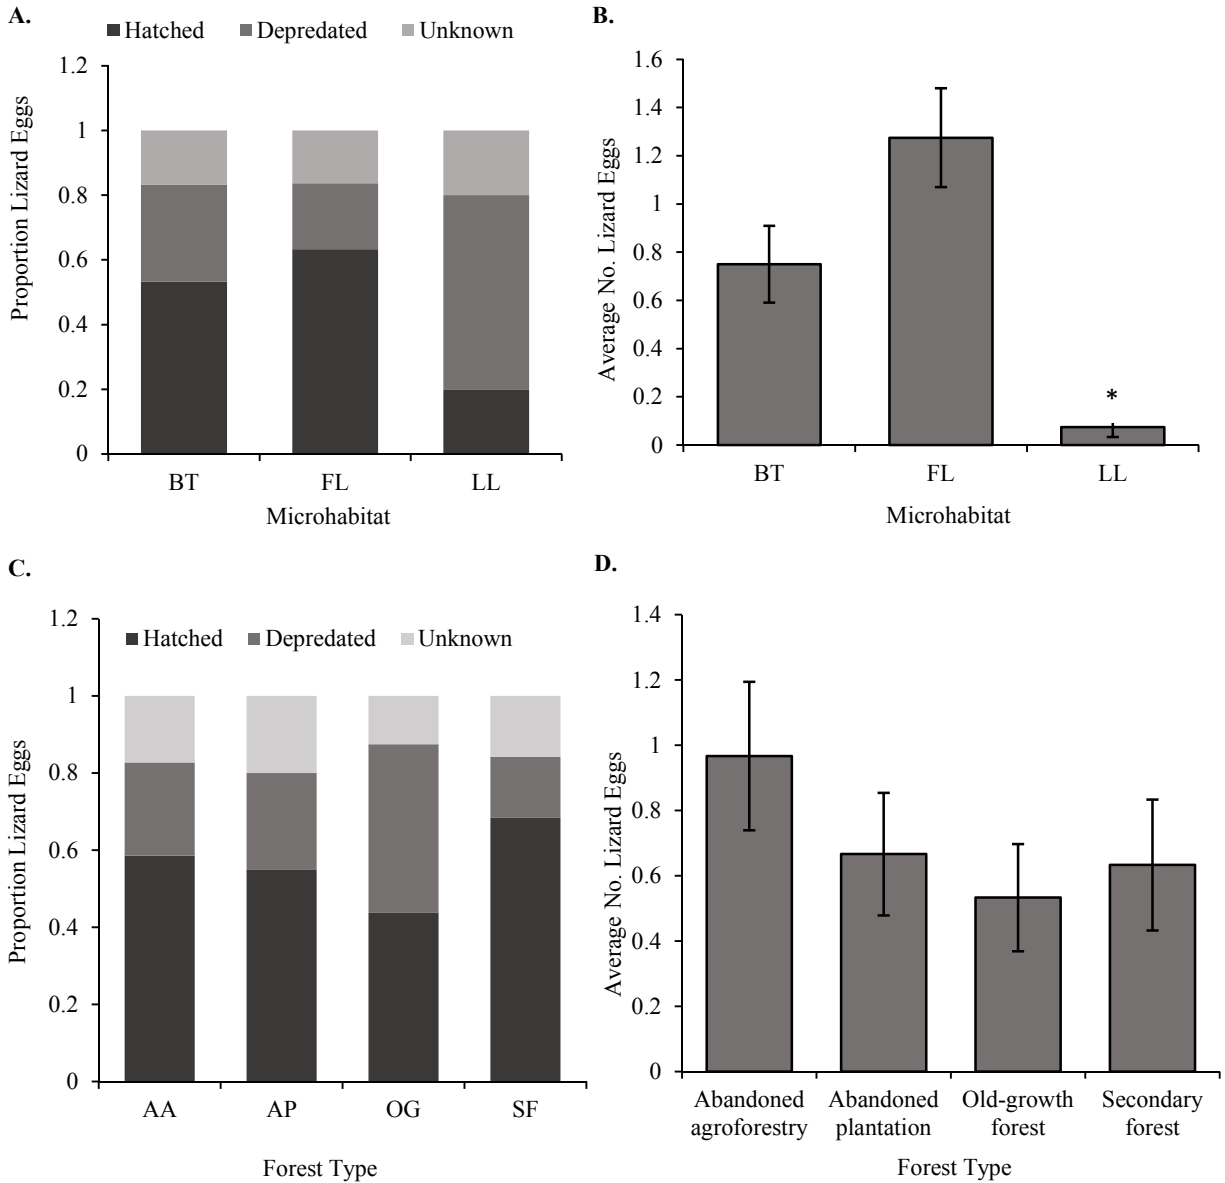 A.
Hatched Depredated Unknown
1.2
1
0.8
0.6
0.4
0.2
0
Proportion Lizard Eggs
BT FL LL
Microhabitat
B.
1.6
1.4
1.2
1
0.8
0.6
0.4
0.2
0
Average No. Lizard Eggs
*
BT FL LL
Microhabitat
C.
Hatched Depredated Unknown
1.2
1
0.8
0.6
0.4
0.2
0
Proportion Lizard Eggs
AA AP OG SF
Forest Type
D.
1.4
1.2
1
0.8
0.6
0.4
0.2
0
Average No. Lizard Eggs
Abandoned Abandoned Old-growth Secondary
agroforestry plantation forest forest
Forest Type